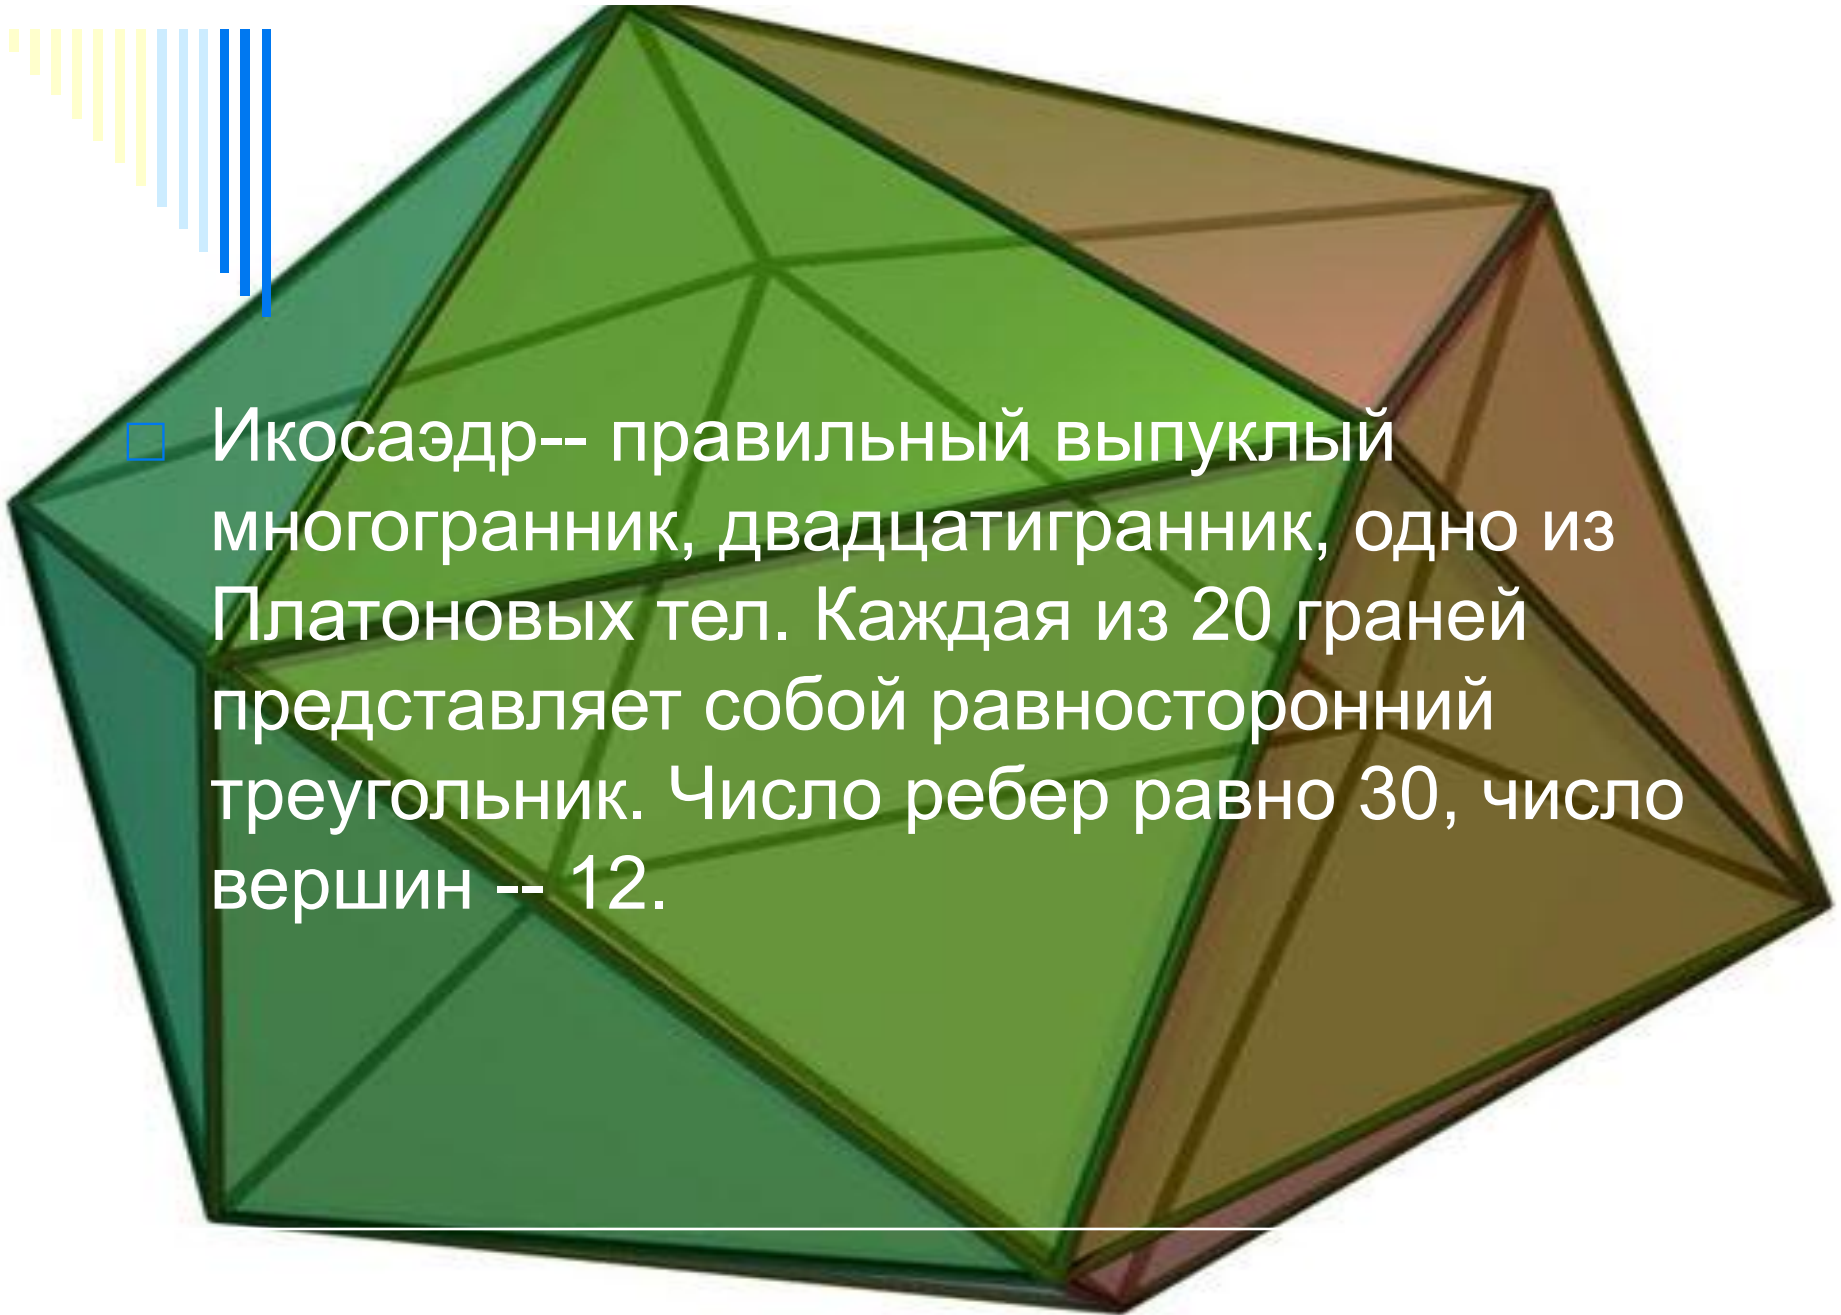 Икосаэдр-- правильный выпуклый
многогранник, двадцатигранник, одно из
Платоновых тел. Каждая из 20 граней
представляет собой равносторонний
треугольник. Число ребер равно 30, число
вершин -- 12.